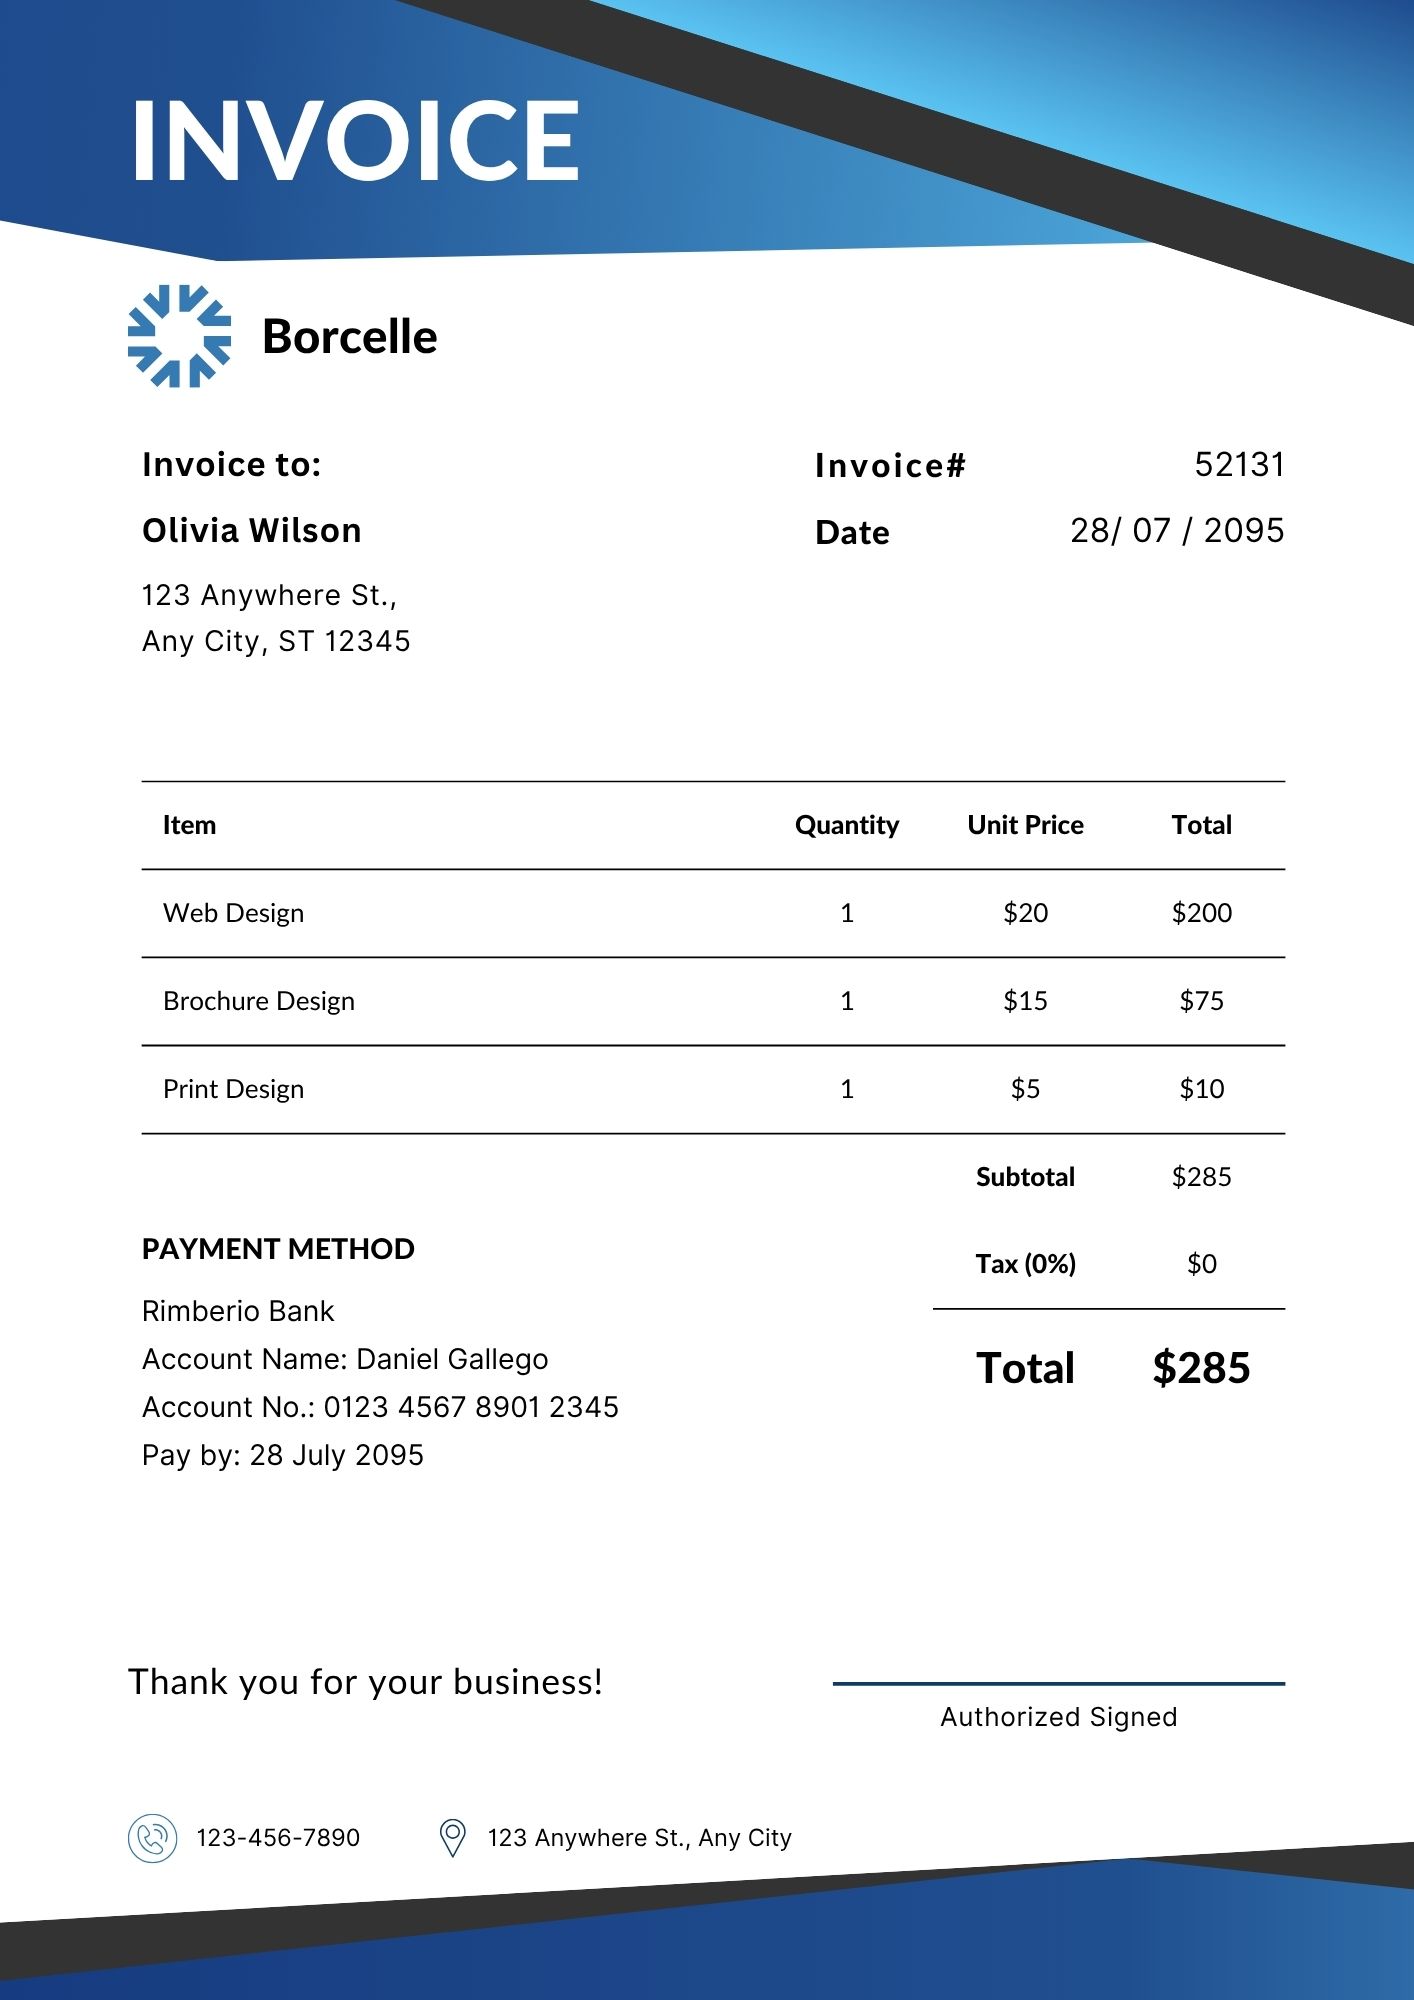 INVOICE
Borcelle
Invoice to:
Olivia Wilson
123 Anywhere St.,
Any City, ST 12345
Invoice# 52131
Date 28/ 07 / 2095
Item Quantity Unit Price Total
Web Design 1 $20 $200
Brochure Design 1 $15 $75
Print Design 1 $5 $10
Subtotal $285
Tax (0%) $0
Total $285
PAYMENT METHOD
Rimberio Bank
Account Name: Daniel Gallego
Account No.: 0123 4567 8901 2345
Pay by: 28 July 2095
Thank you for your business!
Authorized Signed
123-456-7890
123 Anywhere St., Any City